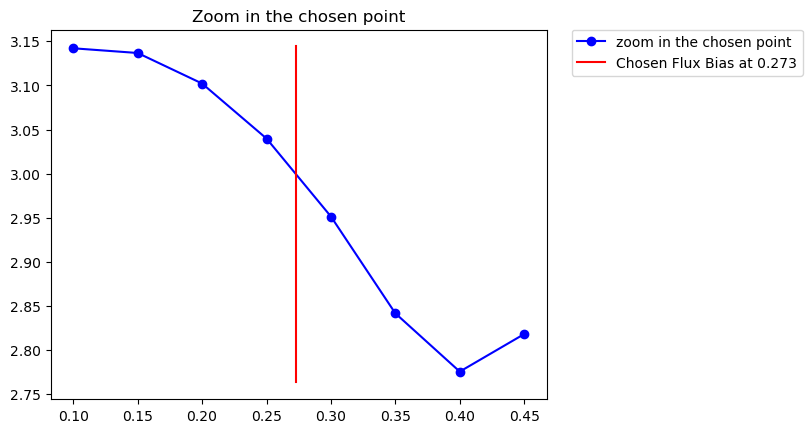 Zoom in the chosen point
zoom in the chosen point
Chosen Flux Bias at 0.273
3.15
3.10
3.05
3.00
2.95
2.90
2.85
2.80
2.75
0.10 0.15 0.20 0.25 0.30 0.35 0.40 0.45